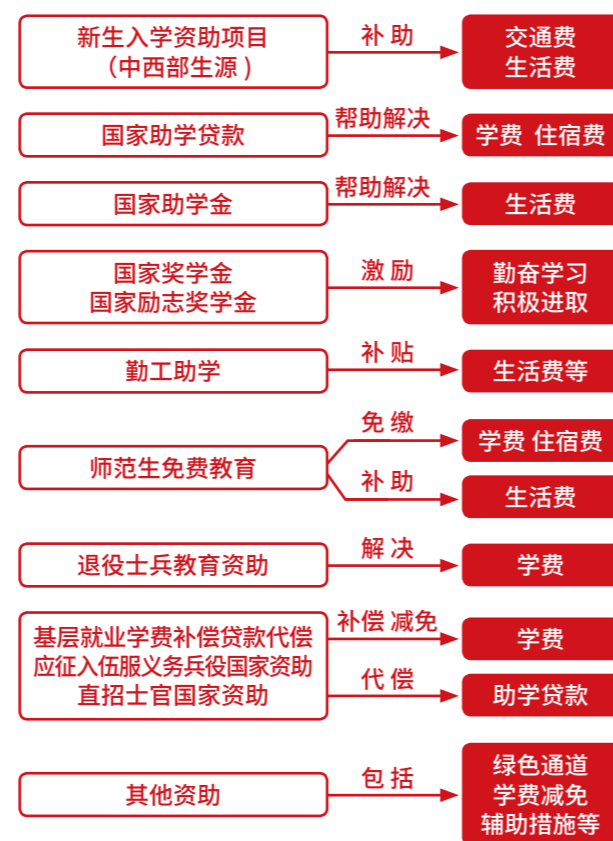 新生入学资助项目
（中西部生源 )
补 助
交通费
生活费
国家助学贷款
帮助解决
学费 住宿费
国家助学金
帮助解决
生活费
国家奖学金
国家励志奖学金
激 励
勤奋学习
积极进取
勤工助学
补 贴
生活费等
师范生免费教育
免 缴
学费 住宿费
补 助
生活费
退役士兵教育资助
解 决
学费
基层就业学费补偿贷款代偿
应征入伍服义务兵役国家资助
直招士官国家资助
补偿 减免
学费
代 偿
助学贷款
其他资助
包 括
绿色通道
学费减免
辅助措施等